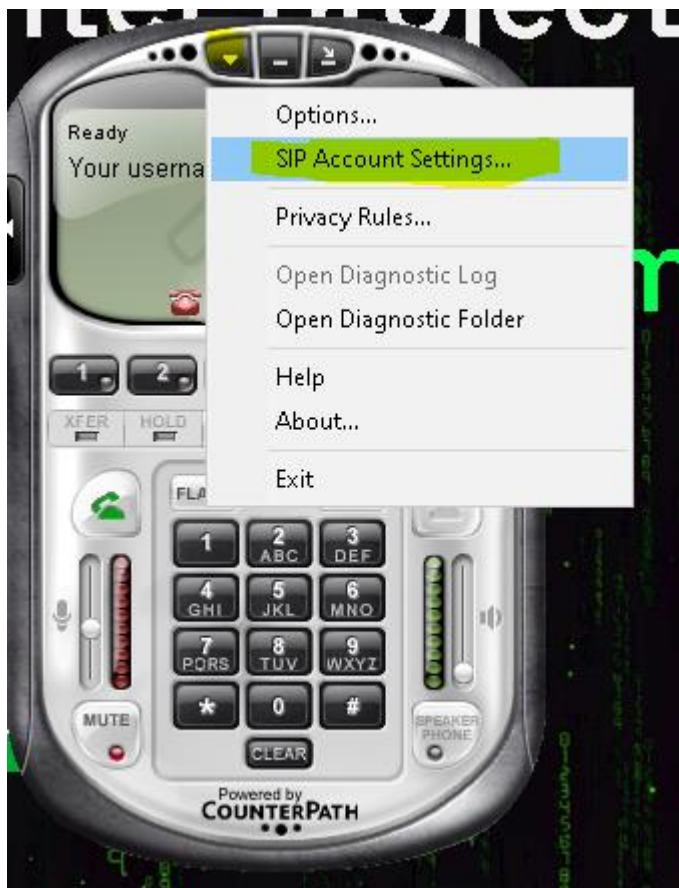 Ready
Your userna
Options...
SIP Account Settings...
Privacy Rules...
Open Diagnostic Log
Open Diagnostic Folder
Help
About...
Exit
1 2
XFER HOLD
FLA
1 2 3
ABC DEF
4 5 6
GHI JKL MNO
7 8 9
PQRS TUV WXYZ
* 0 #
MUTE
SPEAKER
PHONE
CLEAR
Powered by
COUNTERPATH